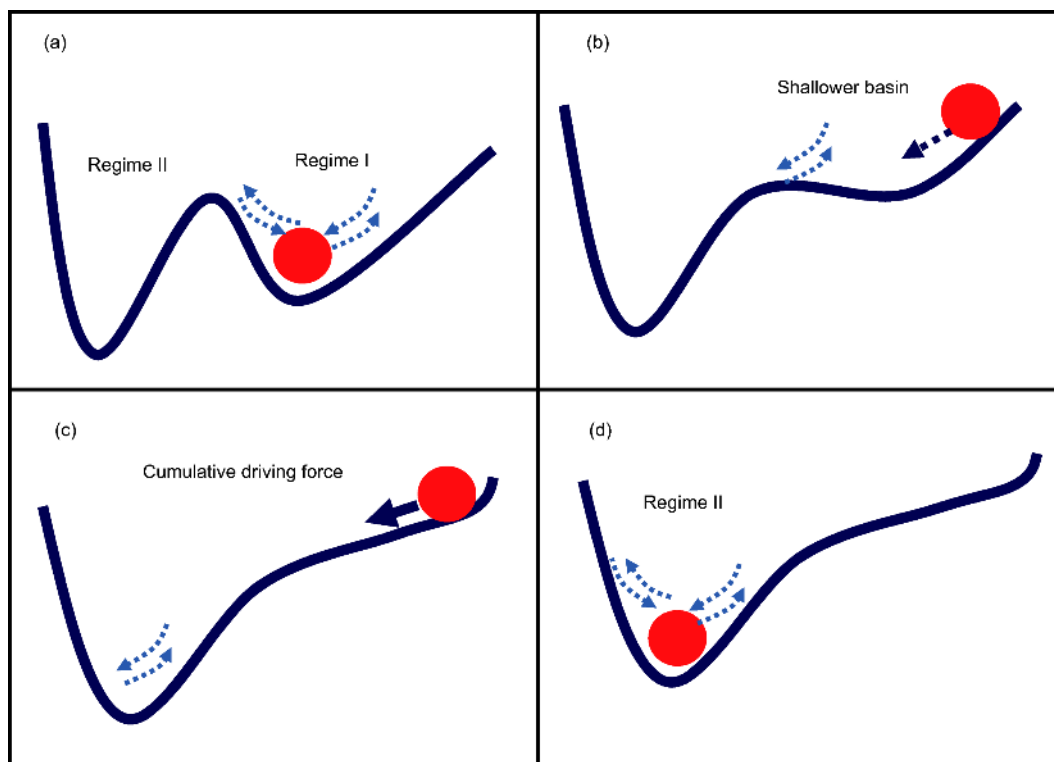 (a)
Regime II
Regime I
(b)
Shallower basin
(c)
Cumulative driving force
(d)
Regime II